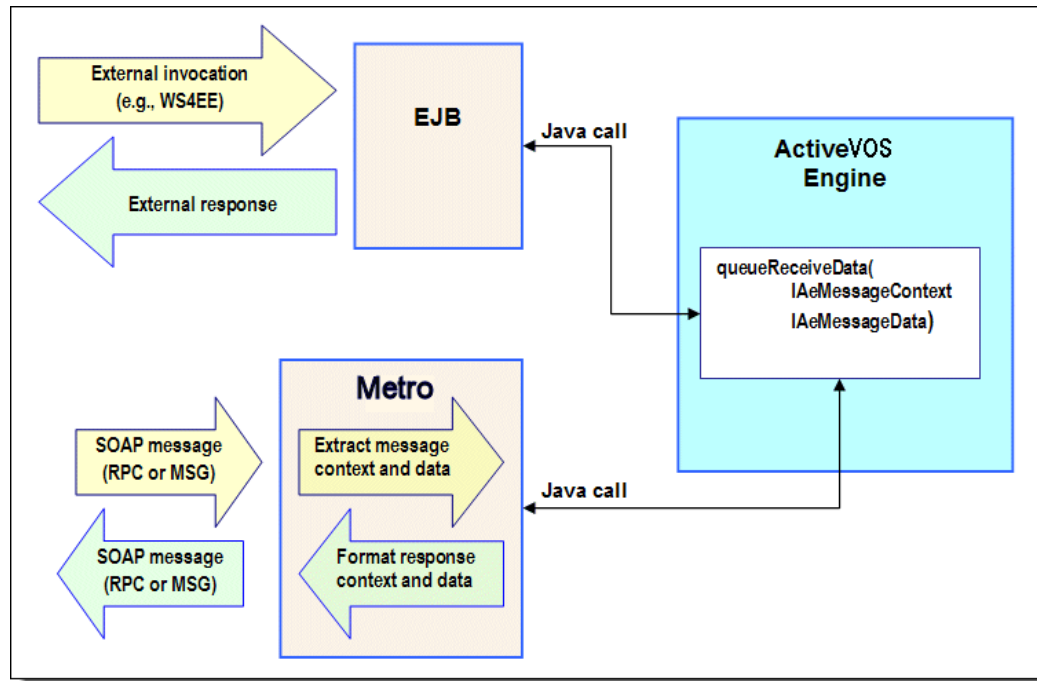 External invocation
(e.g., WS4EE)
External response
EJB
Java call
ActiveVOS
Engine
queueReceiveData(
IAeMessageContext
IAeMessageData)
Metro
SOAP message
(RPC or MSG)
Extract message
context and data
SOAP message
(RPC or MSG)
Format response
context and data
Java call